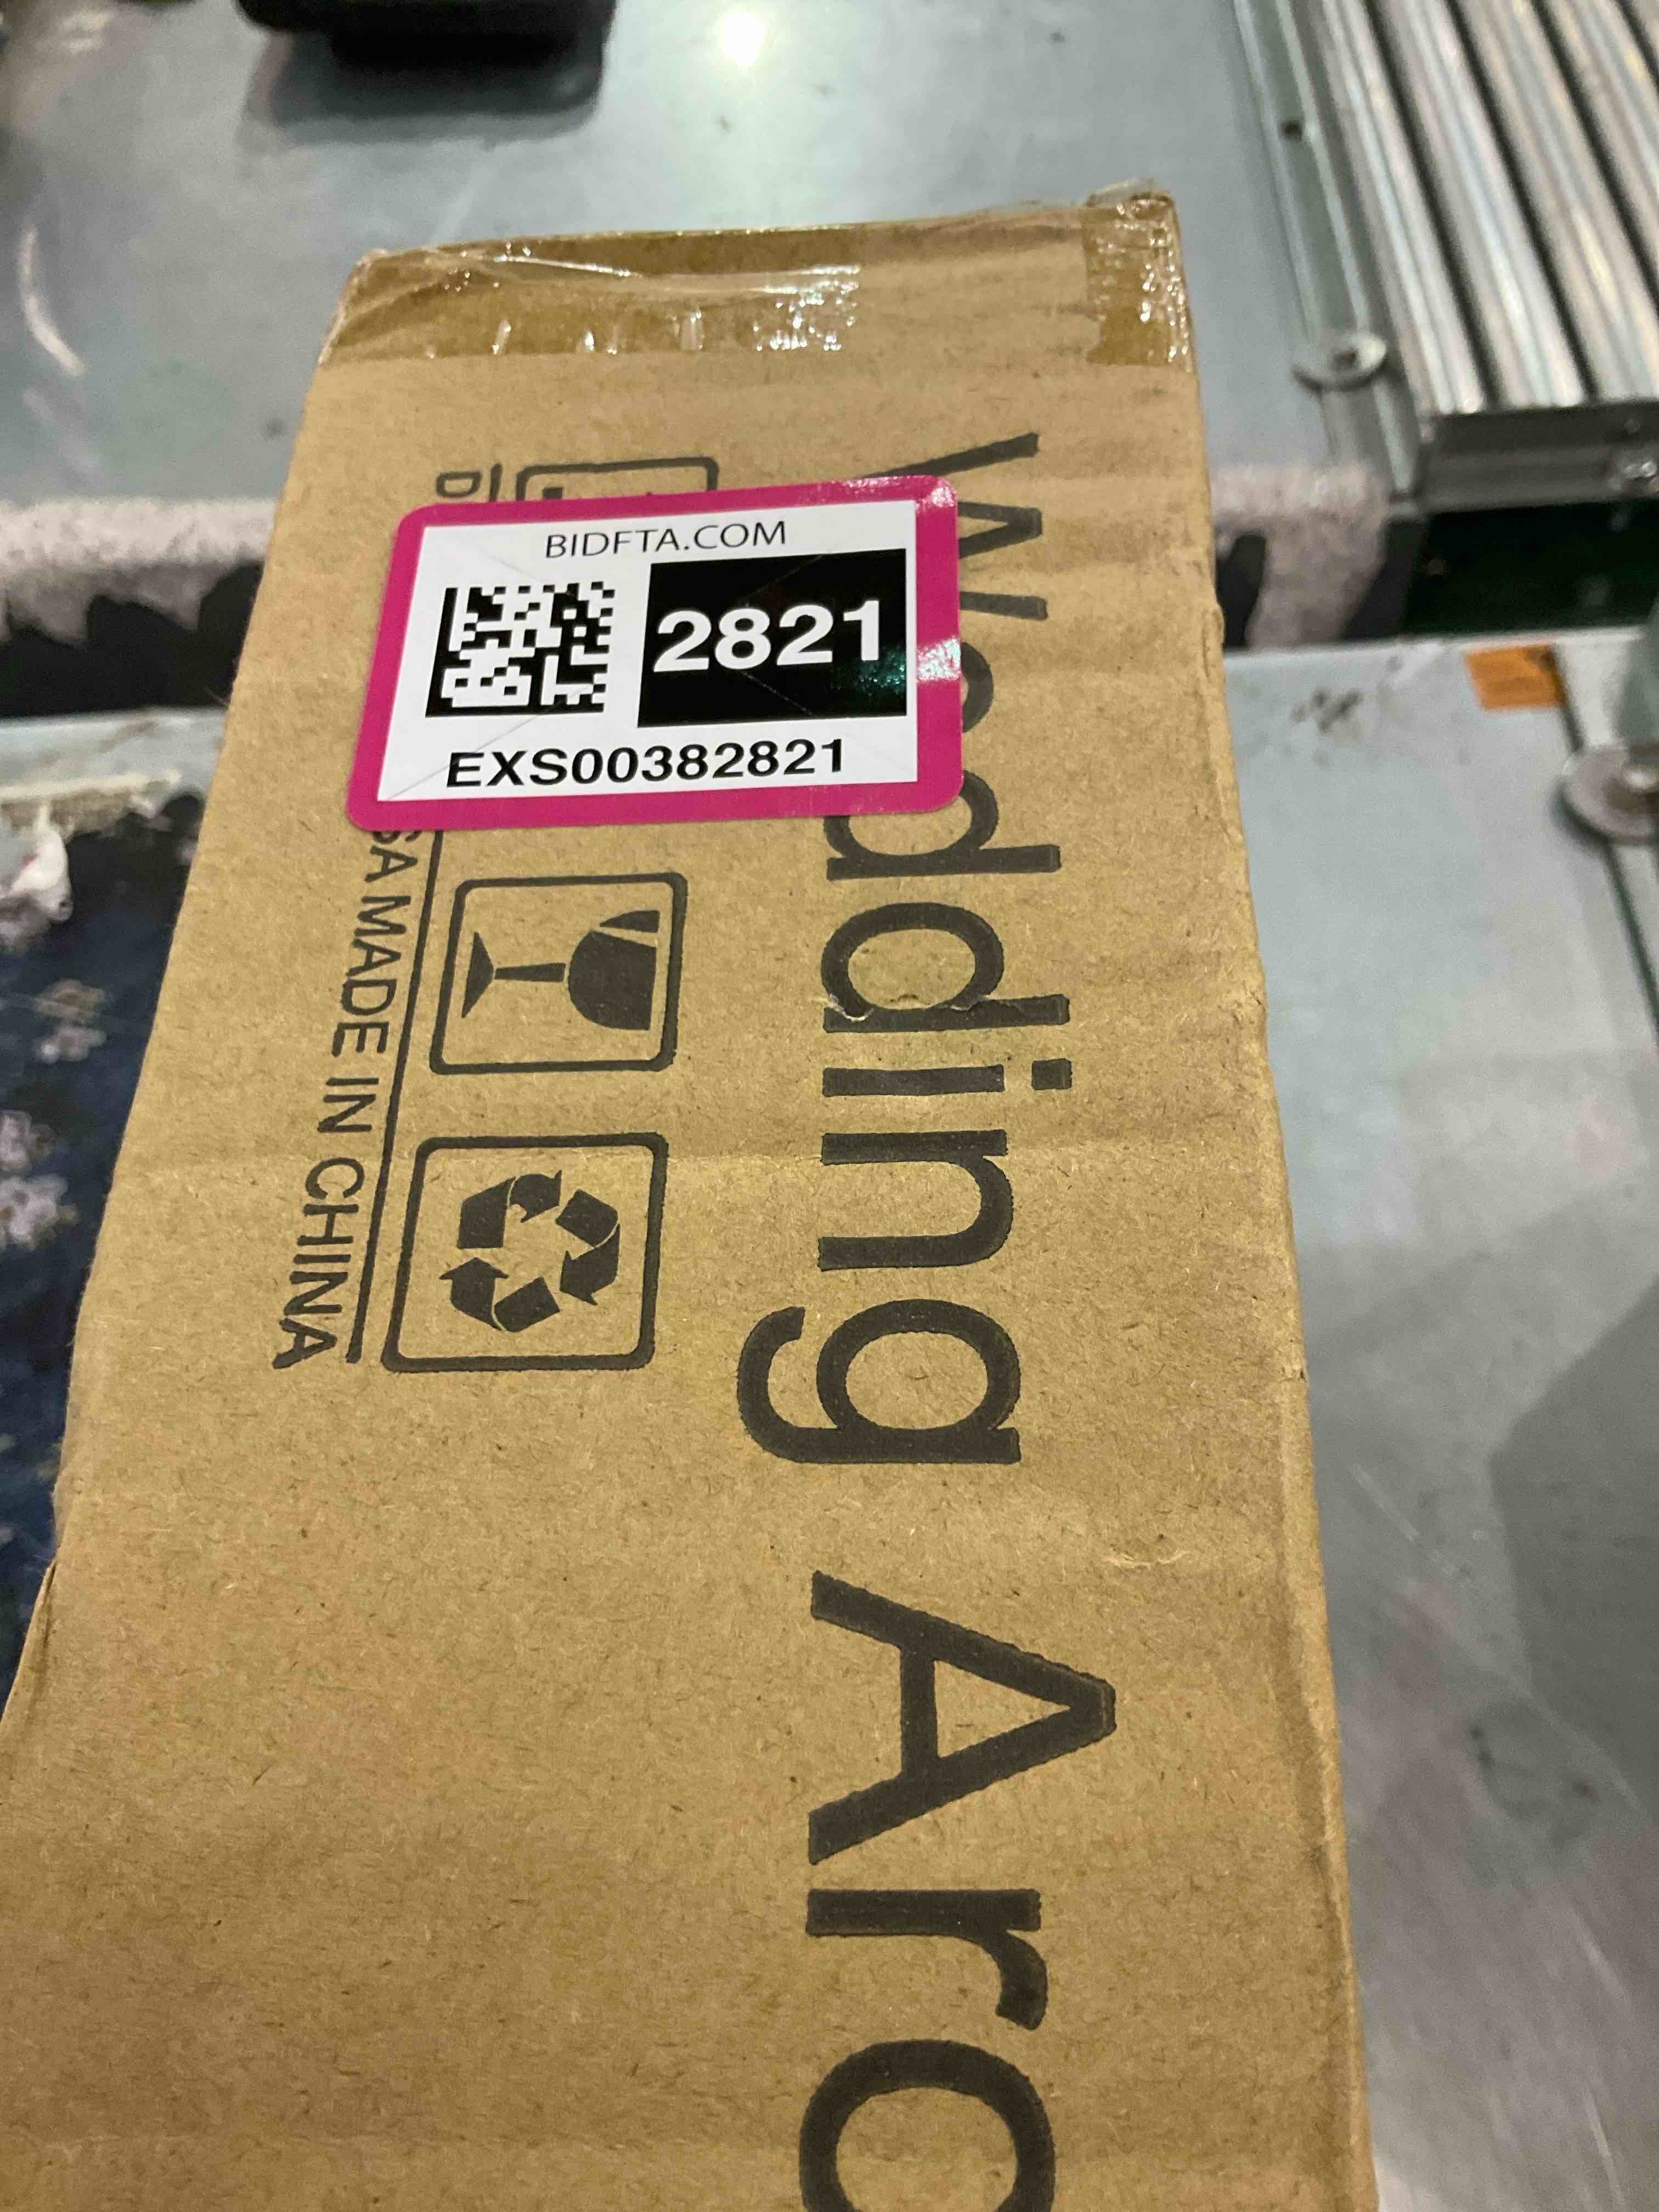 BIDFTA.COM
2821
EXS00382821
Wedding Arc
MADE IN CHINA